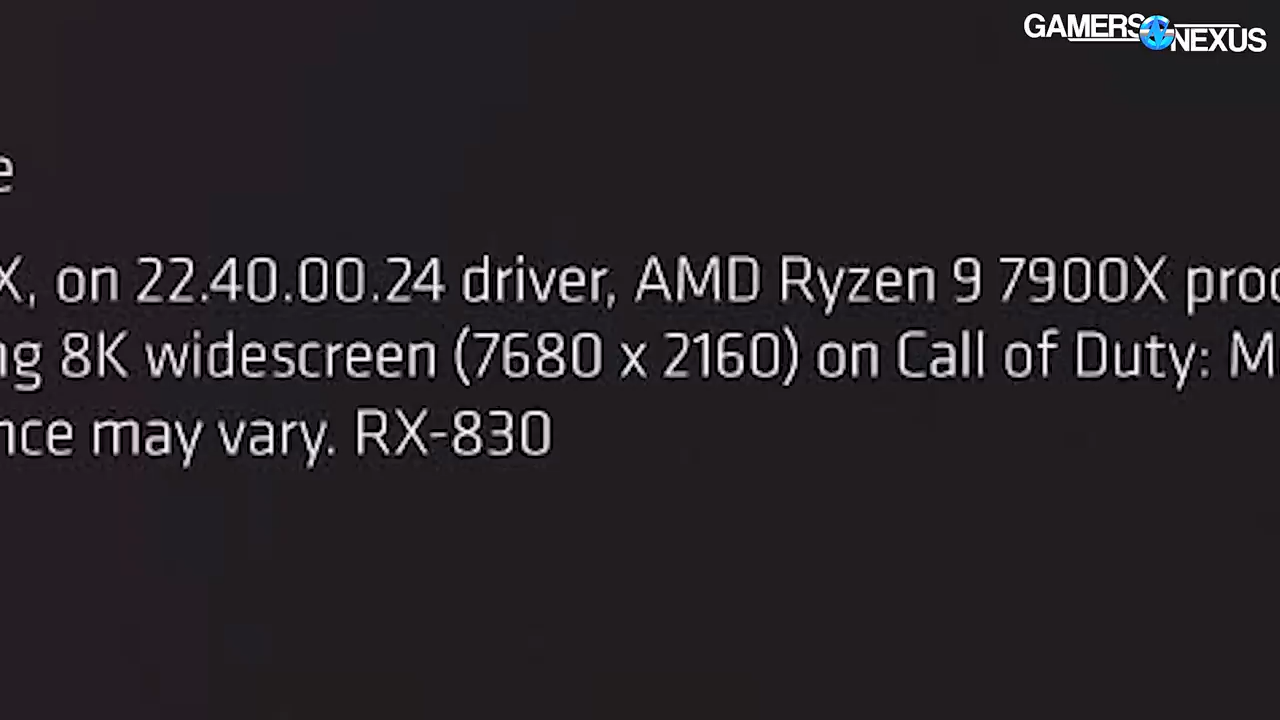 GAMERS NEXUS
e
X, on 22.40.00.24 driver, AMD Ryzen 9 7900X proc
ng 8K widescreen (7680 x 2160) on Call of Duty: M
nce may vary. RX-830